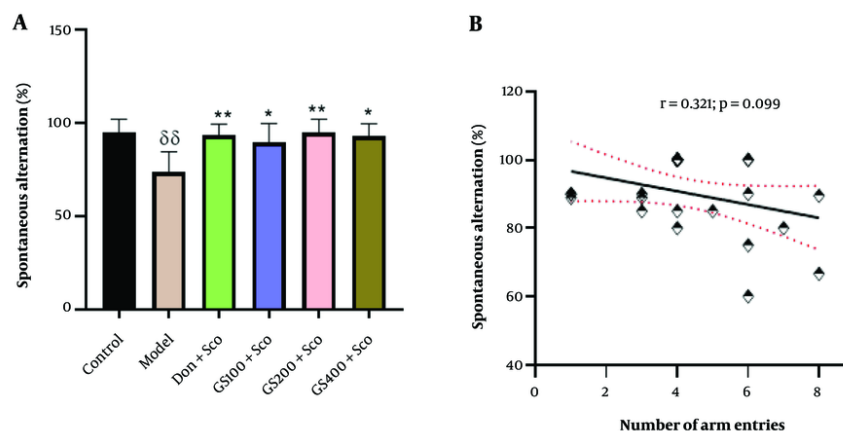 A
Spontaneous alternation (%)
150
100
50
0
δδ
**
*
**
*
Control
Model
Don + Sco
GS100 + Sco
GS200 + Sco
GS400 + Sco
B
Spontaneous alternation (%)
120
100
80
60
40
r = 0.321; p = 0.099
0
2
4
6
8
Number of arm entries